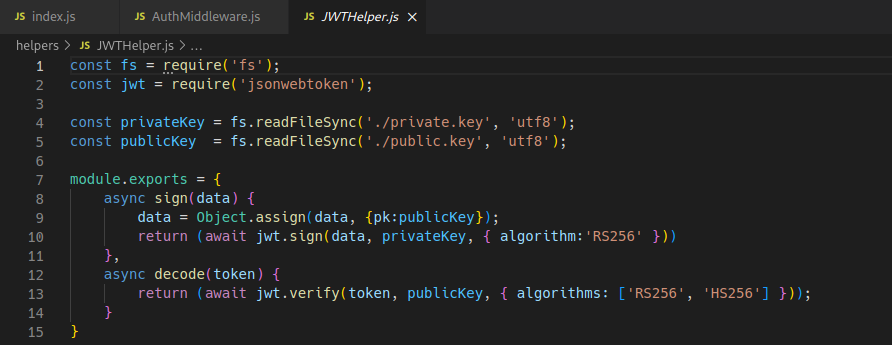 JS index.js JS AuthMiddleware.js JS JWTHelper.js ×
helpers > JS JWTHelper.js > ...
1 const fs = require('fs');
2 const jwt = require('jsonwebtoken');
3
4 const privateKey = fs.readFileSync('./private.key', 'utf8');
5 const publicKey  = fs.readFileSync('./public.key', 'utf8');
6
7 module.exports = {
8     async sign(data) {
9         data = Object.assign(data, {pk:publicKey});
10         return (await jwt.sign(data, privateKey, { algorithm:'RS256' }))
11     },
12     async decode(token) {
13         return (await jwt.verify(token, publicKey, { algorithms: ['RS256', 'HS256'] }));
14     }
15 }